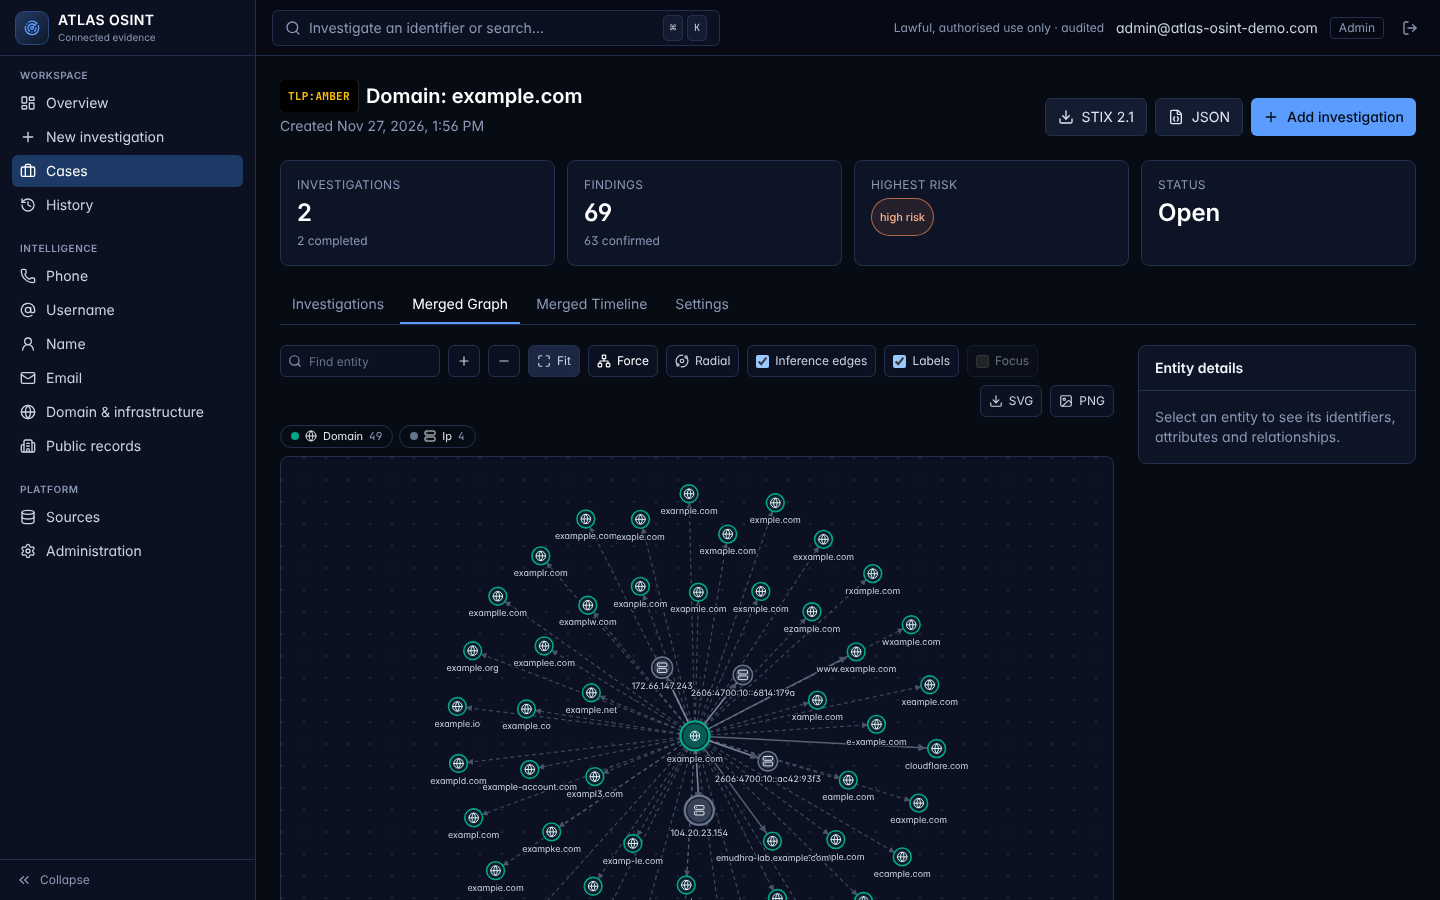 ATLAS OSINT
Connected evidence
Investigate an identifier or search...
⌘ K
Lawful, authorised use only · audited
admin@atlas-osint-demo.com
Admin
WORKSPACE
Overview
New investigation
Cases
History
INTELLIGENCE
Phone
Username
Name
Email
Domain & infrastructure
Public records
PLATFORM
Sources
Administration
Collapse
TLP:AMBER
Domain: example.com
Created Nov 27, 2026, 1:56 PM
STIX 2.1
JSON
Add investigation
INVESTIGATIONS
2
2 completed
FINDINGS
69
63 confirmed
HIGHEST RISK
high risk
STATUS
Open
Investigations
Merged Graph
Merged Timeline
Settings
Find entity
Fit
Force
Radial
Inference edges
Labels
Focus
SVG
PNG
Domain 49
Ip 4
Entity details
Select an entity to see its identifiers,
attributes and relationships.
exarnple.com
exmple.com
exampple.com
exaple.com
exmaple.com
exxample.com
examplr.com
rxample.com
examplle.com
exanple.com
exapmle.com
exsmple.com
examplw.com
ezample.com
wxample.com
example.org
examplee.com
www.example.com
172.66.147.243
2606:4700:10::6814:179a
xeample.com
example.net
xample.com
example.io
example.co
e-xample.com
example.com
cloudflare.com
exampld.com
example-account.com
exampl3.com
2606:4700:10::ac42:93f3
eample.com
exampl.com
eaxmple.com
104.20.23.154
exampke.com
examp-le.com
emudhra-lab.example.com
ecample.com